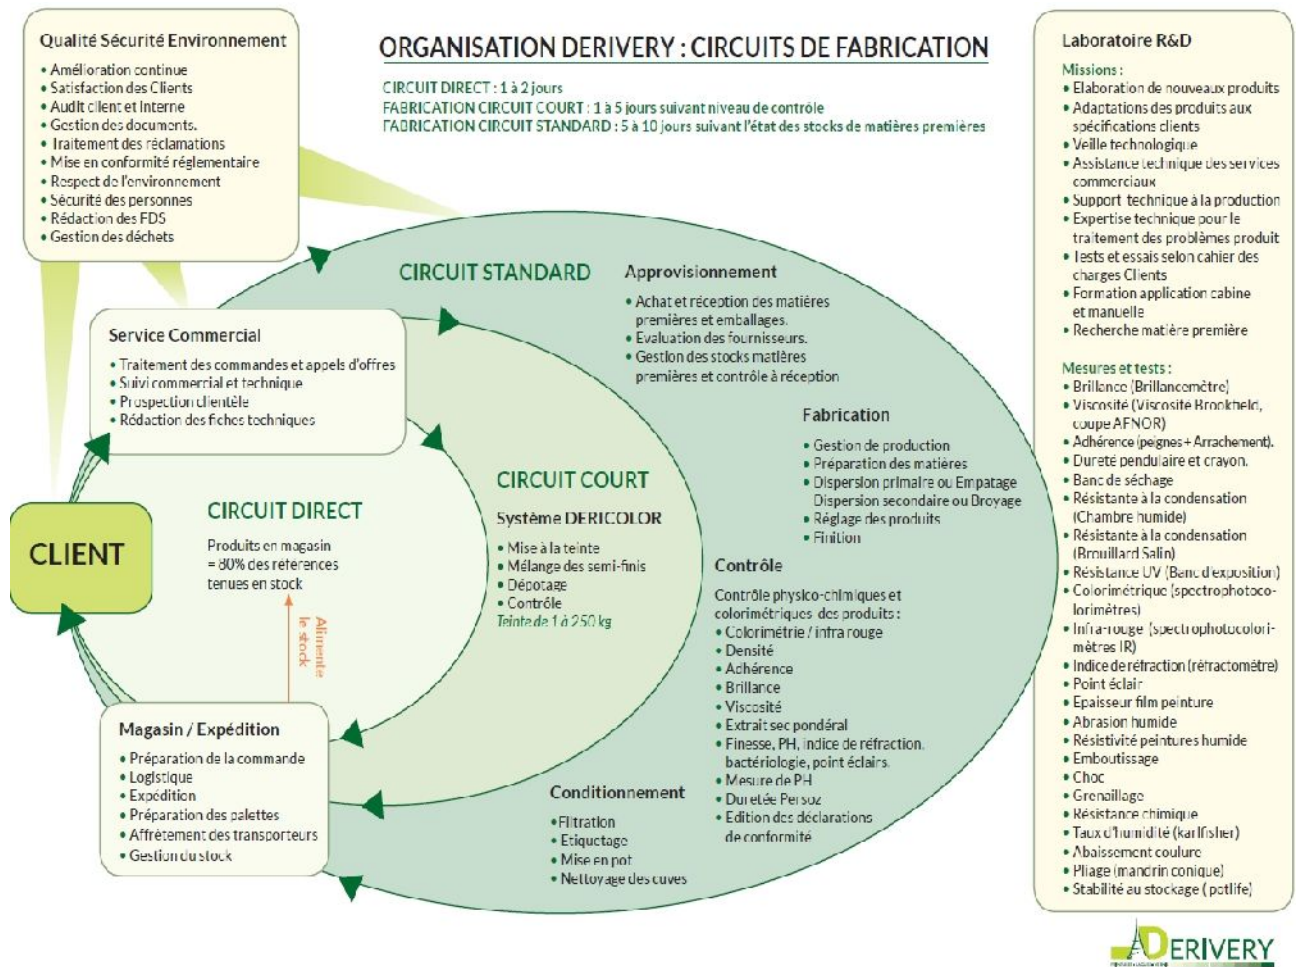 Qualité Sécurité Environnement
• Amélioration continue
• Satisfaction des Clients
• Audit client et Interne
• Gestion des documents.
• Traitement des réclamations
• Mise en conformité réglementaire
• Respect de l'environnement
• Sécurité des personnes
• Rédaction des FDS
• Gestion des déchets
ORGANISATION DERIVERY : CIRCUITS DE FABRICATION
CIRCUIT DIRECT : 1 à 2 jours
FABRICATION CIRCUIT COURT : 1 à 5 jours suivant niveau de contrôle
FABRICATION CIRCUIT STANDARD : 5 à 10 jours suivant l'état des stocks de matières premières
Service Commercial
• Traitement des commandes et appels d'offres
• Suivi commercial et technique
• Prospection clientèle
• Rédaction des fiches techniques
CLIENT
CIRCUIT DIRECT
Produits en magasin
= 80% des références
tenues en stock
Alimente
le stock
Magasin / Expédition
• Préparation de la commande
• Logistique
• Expédition
• Préparation des palettes
• Affrètement des transporteurs
• Gestion du stock
CIRCUIT COURT
Système DERICOLOR
• Mise à la teinte
• Mélange des semi-finis
• Dépotage
• Contrôle
Teinte de 1 à 250 kg
CIRCUIT STANDARD
Approvisionnement
• Achat et réception des matières
premières et emballages.
• Evaluation des fournisseurs.
• Gestion des stocks matières
premières et contrôle à réception
Fabrication
• Gestion de production
• Préparation des matières
• Dispersion primaire ou Empatage
Dispersion secondaire ou Broyage
• Réglage des produits
• Finition
Contrôle
Contrôle physico-chimiques et
colorimétriques des produits :
• Colorimétrie / infra rouge
• Densité
• Adhérence
• Brillance
• Viscosité
• Extrait sec pondéral
• Finesse, PH, indice de réfraction,
bactériologie, point éclairs.
• Mesure de PH
• Duretée Persoz
• Edition des déclarations
de conformité
Conditionnement
• Filtration
• Etiquetage
• Mise en pot
• Nettoyage des cuves
Laboratoire R&D
Missions :
• Elaboration de nouveaux produits
• Adaptations des produits aux
spécifications clients
• Veille technologique
• Assistance technique des services
commerciaux
• Support technique à la production
• Expertise technique pour le
traitement des problèmes produit
• Tests et essais selon cahier des
charges Clients
• Formation application cabine
et manuelle
• Recherche matière première
Mesures et tests :
• Brillance (Brillancemètre)
• Viscosité (Viscosité Brookfield,
coupe AFNOR)
• Adhérence (peignes + Arrachement).
• Dureté pendulaire et crayon.
• Banc de séchage
• Résistante à la condensation
(Chambre humide)
• Résistante à la condensation
(Brouillard Salin)
• Résistance UV (Banc d'exposition)
• Colorimétrique (spectrophotoco-
lorimètres)
• Infra-rouge (spectrophotocolori-
mètres IR)
• Indice de réfraction (réfractomètre)
• Point éclair
• Epaisseur film peinture
• Abrasion humide
• Résistivité peintures humide
• Emboutissage
• Choc
• Grenaillage
• Résistance chimique
• Taux d'humidité (karlfisher)
• Abaissement coulure
• Pliage (mandrin conique)
• Stabilité au stockage ( potlife)
DERIVERY